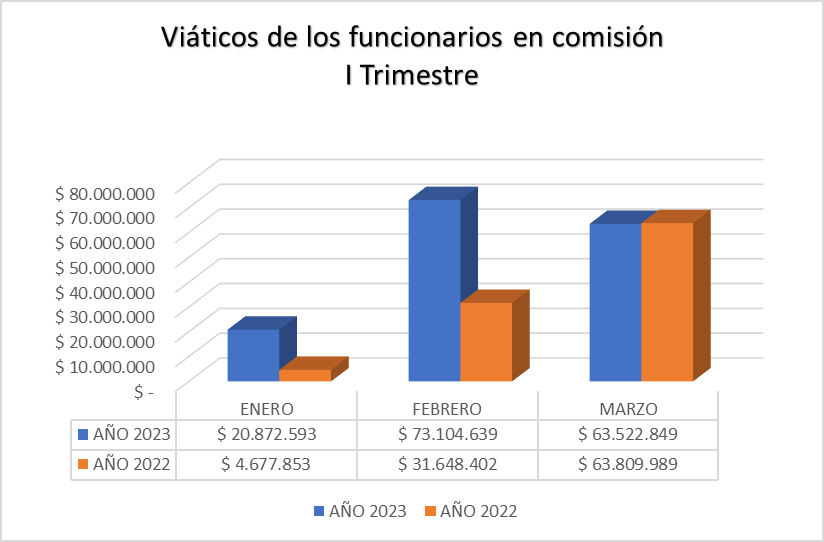 Viáticos de los funcionarios en comisión
I Trimestre
$ 80.000.000
$ 70.000.000
$ 60.000.000
$ 50.000.000
$ 40.000.000
$ 30.000.000
$ 20.000.000
$ 10.000.000
$ -
ENERO FEBRERO MARZO
AÑO 2023 $ 20.872.593 $ 73.104.639 $ 63.522.849
AÑO 2022 $ 4.677.853 $ 31.648.402 $ 63.809.989
AÑO 2023 AÑO 2022